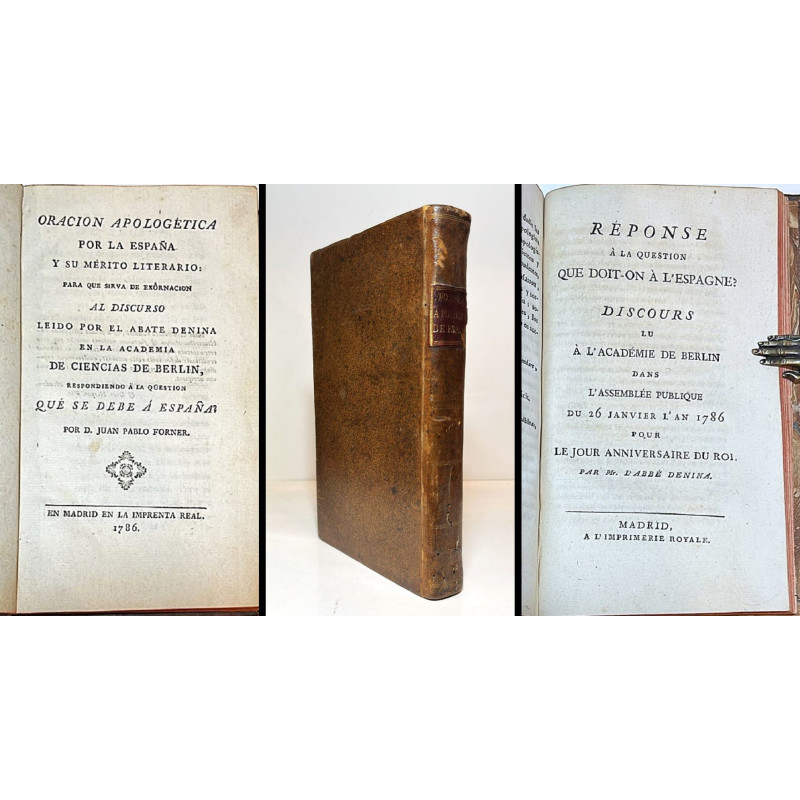 ORACION APOLOGÉTICA
POR LA ESPAÑA
Y SU MÉRITO LITERARIO:
PARA QUE SIRVA DE EXÔRNACION
AL DISCURSO
LEIDO POR EL ABATE DENINA
EN LA ACADEMIA
DE CIENCIAS DE BERLIN,
RESPONDIENDO Á LA QÜESTION
QUÉ SE DEBE Á ESPAÑA?
POR D. JUAN PABLO FORNER.
EN MADRID EN LA IMPRENTA REAL.
1786.
RÉPONSE
À LA QUESTION
QUE DOIT-ON À L'ESPAGNE?
DISCOURS
LU
À L'ACADÉMIE DE BERLIN
DANS
L'ASSEMBLÉE PUBLIQUE
DU 26 JANVIER L'AN 1786
POUR
LE JOUR ANNIVERSAIRE DU ROI.
PAR Mr. L'ABBÉ DENINA.
MADRID,
A L'IMPRIMERIE ROYALE.